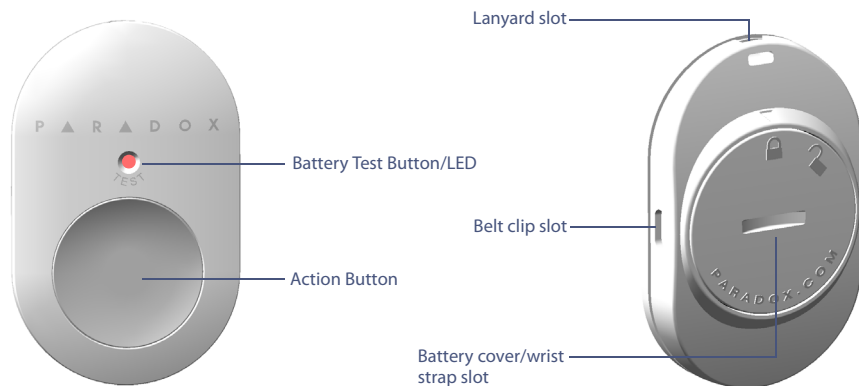 Lanyard slot
PARADOX
TEST
Battery Test Button/LED
Belt clip slot
Action Button
PARADOX.COM
Battery cover/wrist
strap slot